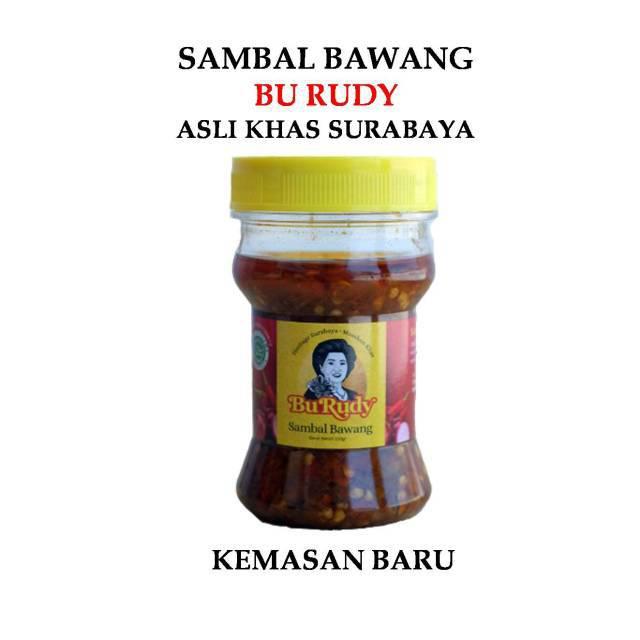 SAMBAL BAWANG
BU RUDY
ASLI KHAS SURABAYA
Bu Rudy
Sambal Bawang
KEMASAN BARU